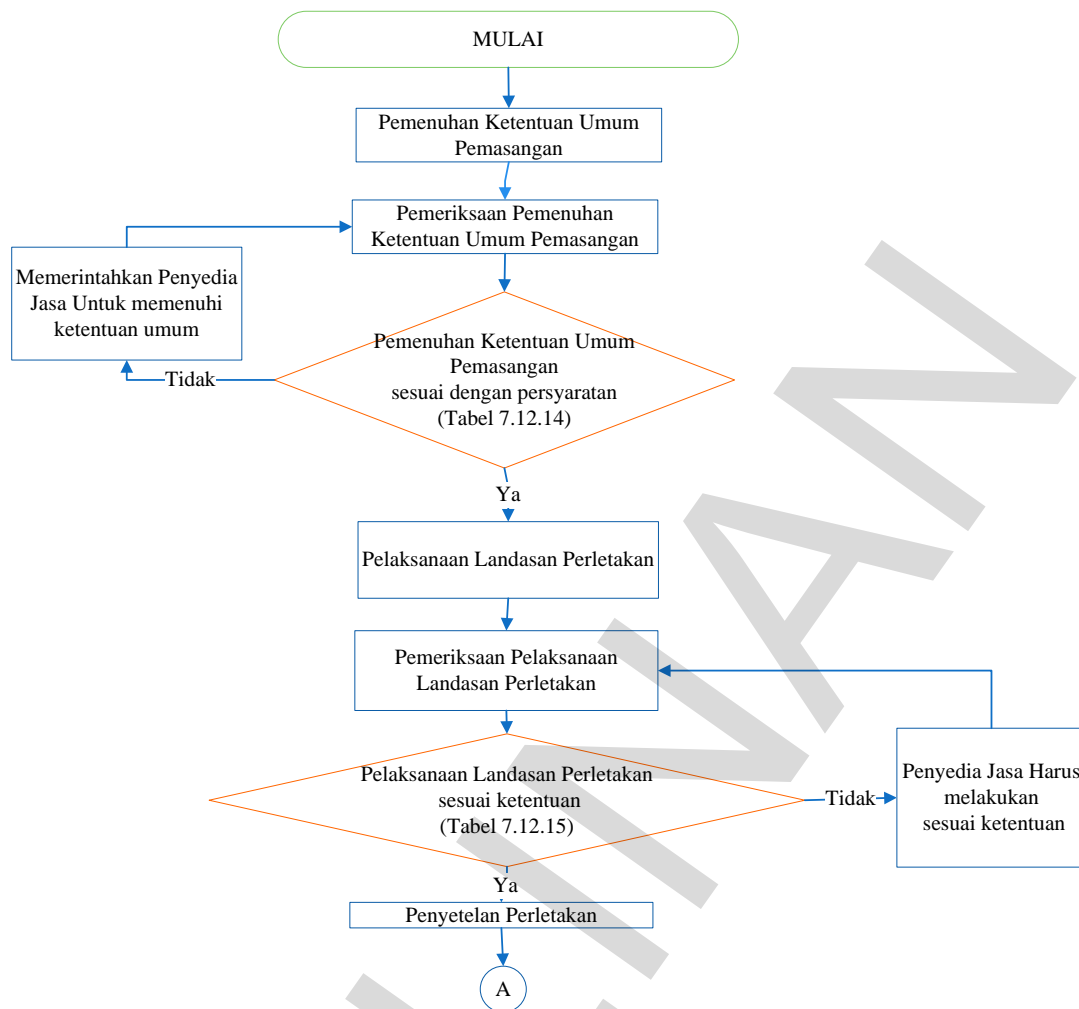 MULAI
Pemenuhan Ketentuan Umum
Pemasangan
Pemeriksaan Pemenuhan
Ketentuan Umum Pemasangan
Memerintahkan Penyedia
Jasa Untuk memenuhi
ketentuan umum
Pemenuhan Ketentuan Umum
Pemasangan
sesuai dengan persyaratan
(Tabel 7.12.14)
Tidak
Ya
Pelaksanaan Landasan Perletakan
Pemeriksaan Pelaksanaan
Landasan Perletakan
Pelaksanaan Landasan Perletakan
sesuai ketentuan
(Tabel 7.12.15)
Tidak
Penyedia Jasa Harus
melakukan
sesuai ketentuan
Ya
Penyetelan Perletakan
A